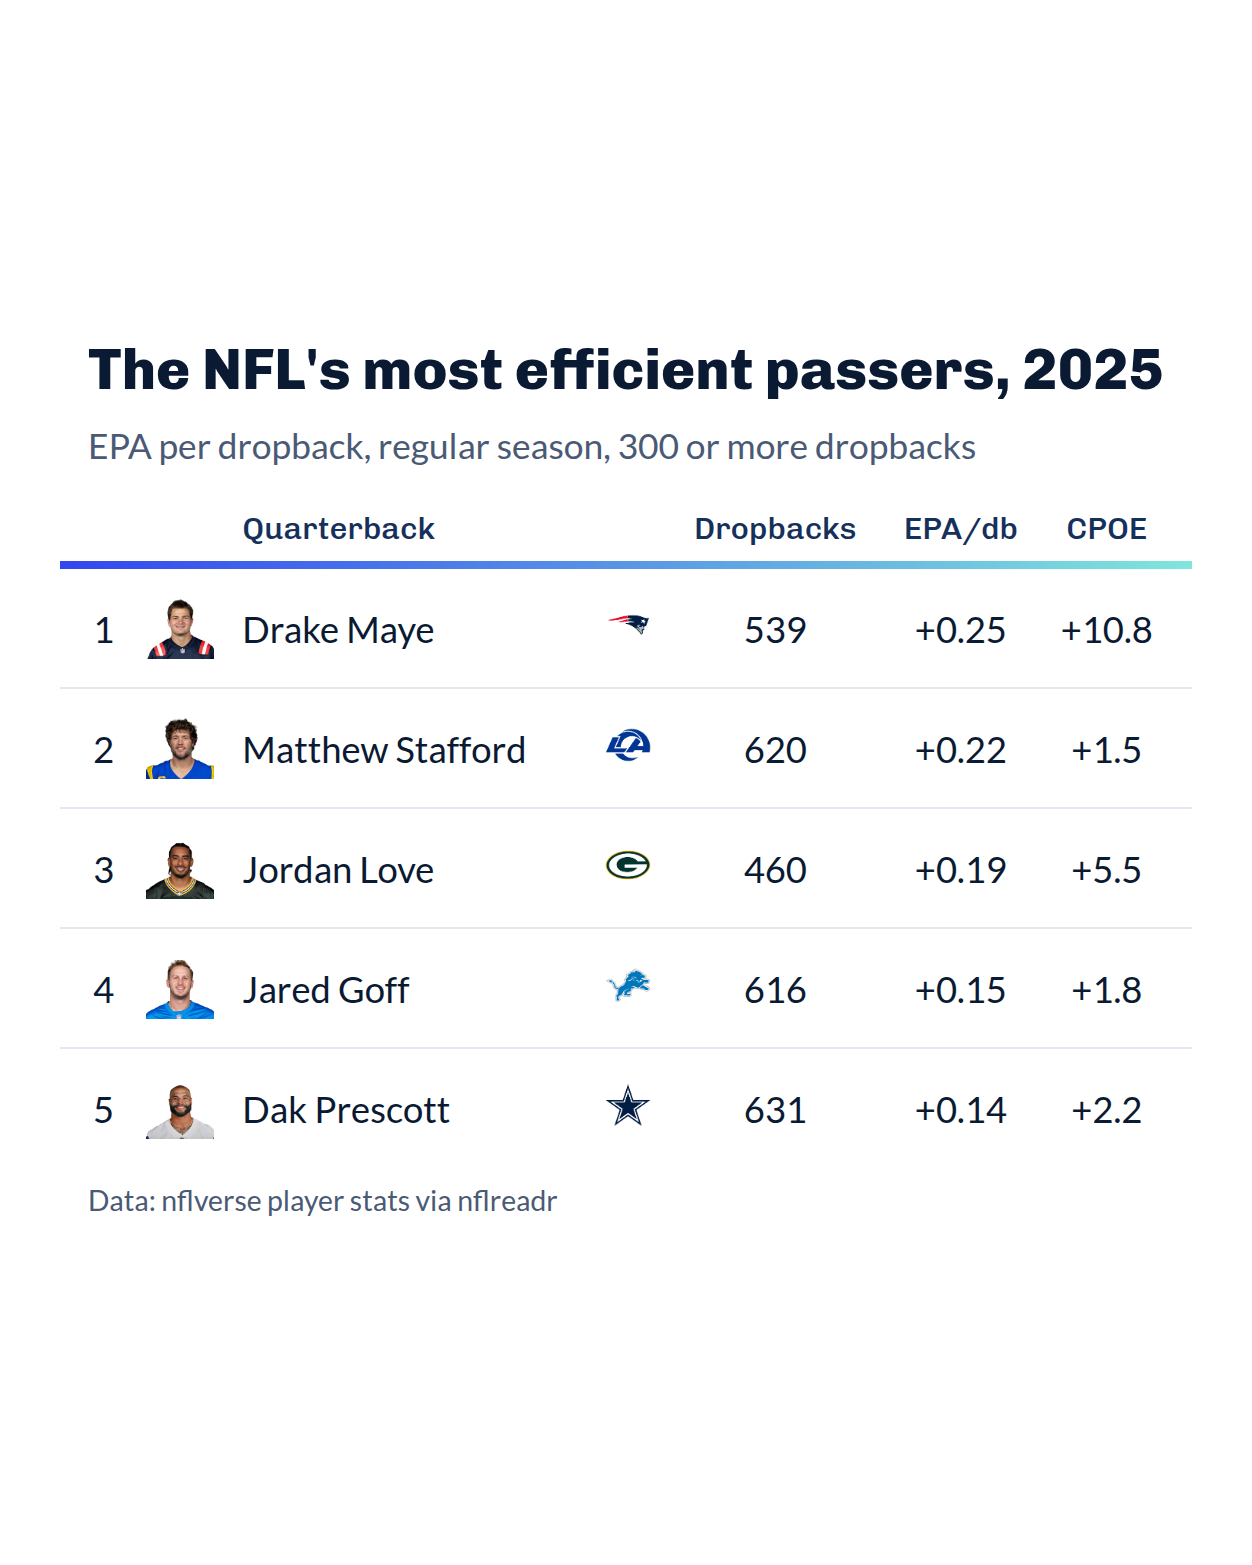 The NFL's most efficient passers, 2025
EPA per dropback, regular season, 300 or more dropbacks
Quarterback Dropbacks EPA/db CPOE
1 Drake Maye 539 +0.25 +10.8
2 Matthew Stafford LA 620 +0.22 +1.5
3 Jordan Love G 460 +0.19 +5.5
4 Jared Goff 616 +0.15 +1.8
5 Dak Prescott 631 +0.14 +2.2
Data: nflverse player stats via nflreadr